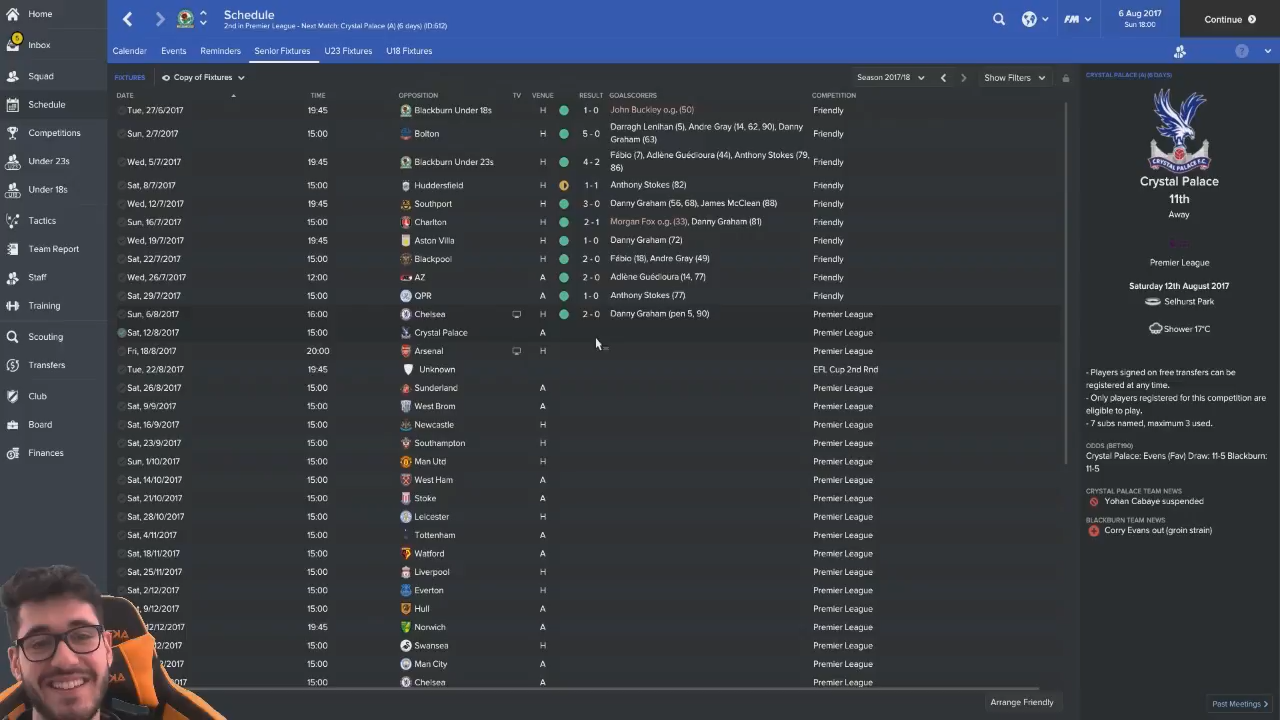 Home
Schedule
2nd in Premier League - Next Match: Crystal Palace (A) (6 days) (ID:612)
FM
6 Aug 2017
Sun 18:00
Continue
5
Inbox
Calendar
Events
Reminders
Senior Fixtures
U23 Fixtures
U18 Fixtures
?
Squad
Schedule
Competitions
Under 23s
Under 18s
Tactics
Team Report
Staff
Training
Scouting
Transfers
Club
Board
Finances
FIXTURES
Copy of Fixtures
Season 2017/18
Show Filters
DATE TIME OPPOSITION TV VENUE RESULT GOALSCORERS COMPETITION
Tue, 27/6/2017 19:45 Blackburn Under 18s H 1 - 0 John Buckley o.g. (50) Friendly
Sun, 2/7/2017 15:00 Bolton H 5 - 0 Darragh Lenihan (5), Andre Gray (14, 62, 90), Danny Graham (63) Friendly
Wed, 5/7/2017 19:45 Blackburn Under 23s H 4 - 2 Fábio (7), Adlène Guédioura (44), Anthony Stokes (79, 86) Friendly
Sat, 8/7/2017 15:00 Huddersfield H 1 - 1 Anthony Stokes (82) Friendly
Wed, 12/7/2017 19:45 Southport H 3 - 0 Danny Graham (56, 68), James McClean (88) Friendly
Sun, 16/7/2017 15:00 Charlton H 2 - 1 Morgan Fox o.g. (33), Danny Graham (81) Friendly
Wed, 19/7/2017 19:45 Aston Villa H 1 - 0 Danny Graham (72) Friendly
Sat, 22/7/2017 15:00 Blackpool H 2 - 0 Fábio (18), Andre Gray (49) Friendly
Wed, 26/7/2017 12:00 AZ A 2 - 0 Adlène Guédioura (14, 77) Friendly
Sat, 29/7/2017 15:00 QPR A 1 - 0 Anthony Stokes (77) Friendly
Sun, 6/8/2017 16:00 Chelsea H 2 - 0 Danny Graham (pen 5, 90) Premier League
Sat, 12/8/2017 15:00 Crystal Palace A Premier League
Fri, 18/8/2017 20:00 Arsenal H Premier League
Tue, 22/8/2017 19:45 Unknown EFL Cup 2nd Rnd
Sat, 26/8/2017 15:00 Sunderland A Premier League
Sat, 9/9/2017 15:00 West Brom A Premier League
Sat, 16/9/2017 15:00 Newcastle H Premier League
Sat, 23/9/2017 15:00 Southampton H Premier League
Sun, 1/10/2017 15:00 Man Utd H Premier League
Sat, 14/10/2017 15:00 West Ham A Premier League
Sat, 21/10/2017 15:00 Stoke A Premier League
Sat, 28/10/2017 15:00 Leicester H Premier League
Sat, 4/11/2017 15:00 Tottenham A Premier League
Sat, 18/11/2017 15:00 Watford A Premier League
Sat, 25/11/2017 15:00 Liverpool H Premier League
Sat, 2/12/2017 15:00 Everton H Premier League
9/12/2017 15:00 Hull A Premier League
12/2017 19:45 Norwich A Premier League
12/2017 15:00 Swansea H Premier League
2/2017 15:00 Man City A Premier League
2/2017 15:00 Chelsea A Premier League
Arrange Friendly
CRYSTAL PALACE (A) (6 DAYS)
CRYSTAL PALACE F.C.
Crystal Palace
11th
Away
Premier League
Saturday 12th August 2017
Selhurst Park
Shower 17°C
- Players signed on free transfers can be
registered at any time.
- Only players registered for this competition are
eligible to play.
- 7 subs named, maximum 3 used.
ODDS (BET190)
Crystal Palace: Evens (Fav) Draw: 11-5 Blackburn:
11-5
CRYSTAL PALACE TEAM NEWS
Yohan Cabaye suspended
BLACKBURN TEAM NEWS
Corry Evans out (groin strain)
Past Meetings